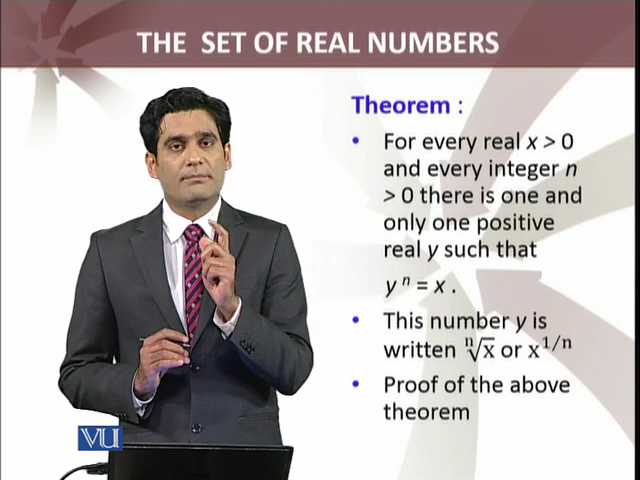 THE SET OF REAL NUMBERS
Theorem :
• For every real x > 0
and every integer n
> 0 there is one and
only one positive
real y such that
yⁿ = x .
• This number y is
written ⁿ√x or x^{1/n}
• Proof of the above
theorem
VU